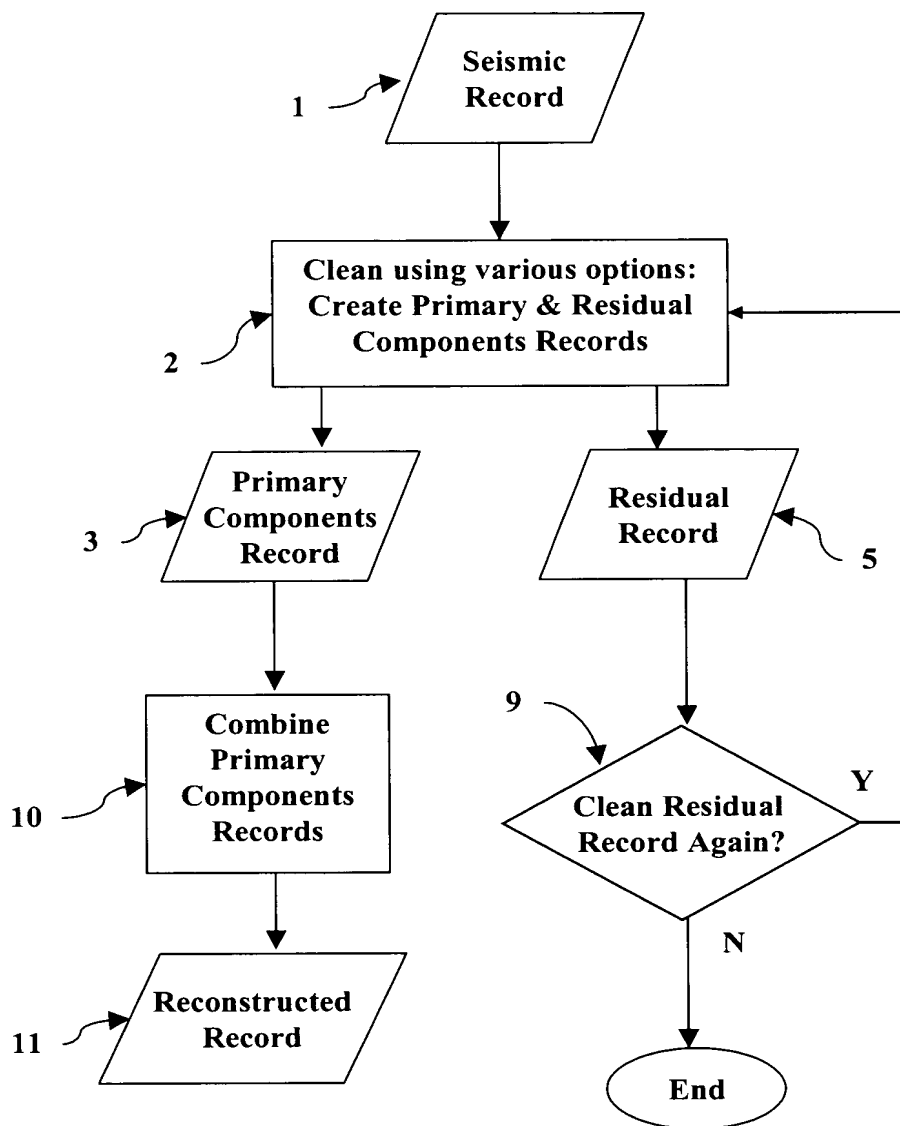 Seismic
Record
1
Clean using various options:
Create Primary & Residual
Components Records
2
Primary
Components
Record
3
Residual
Record
5
9
Combine
Primary
Components
Records
10
Clean Residual
Record Again?
Y
N
Reconstructed
Record
11
End